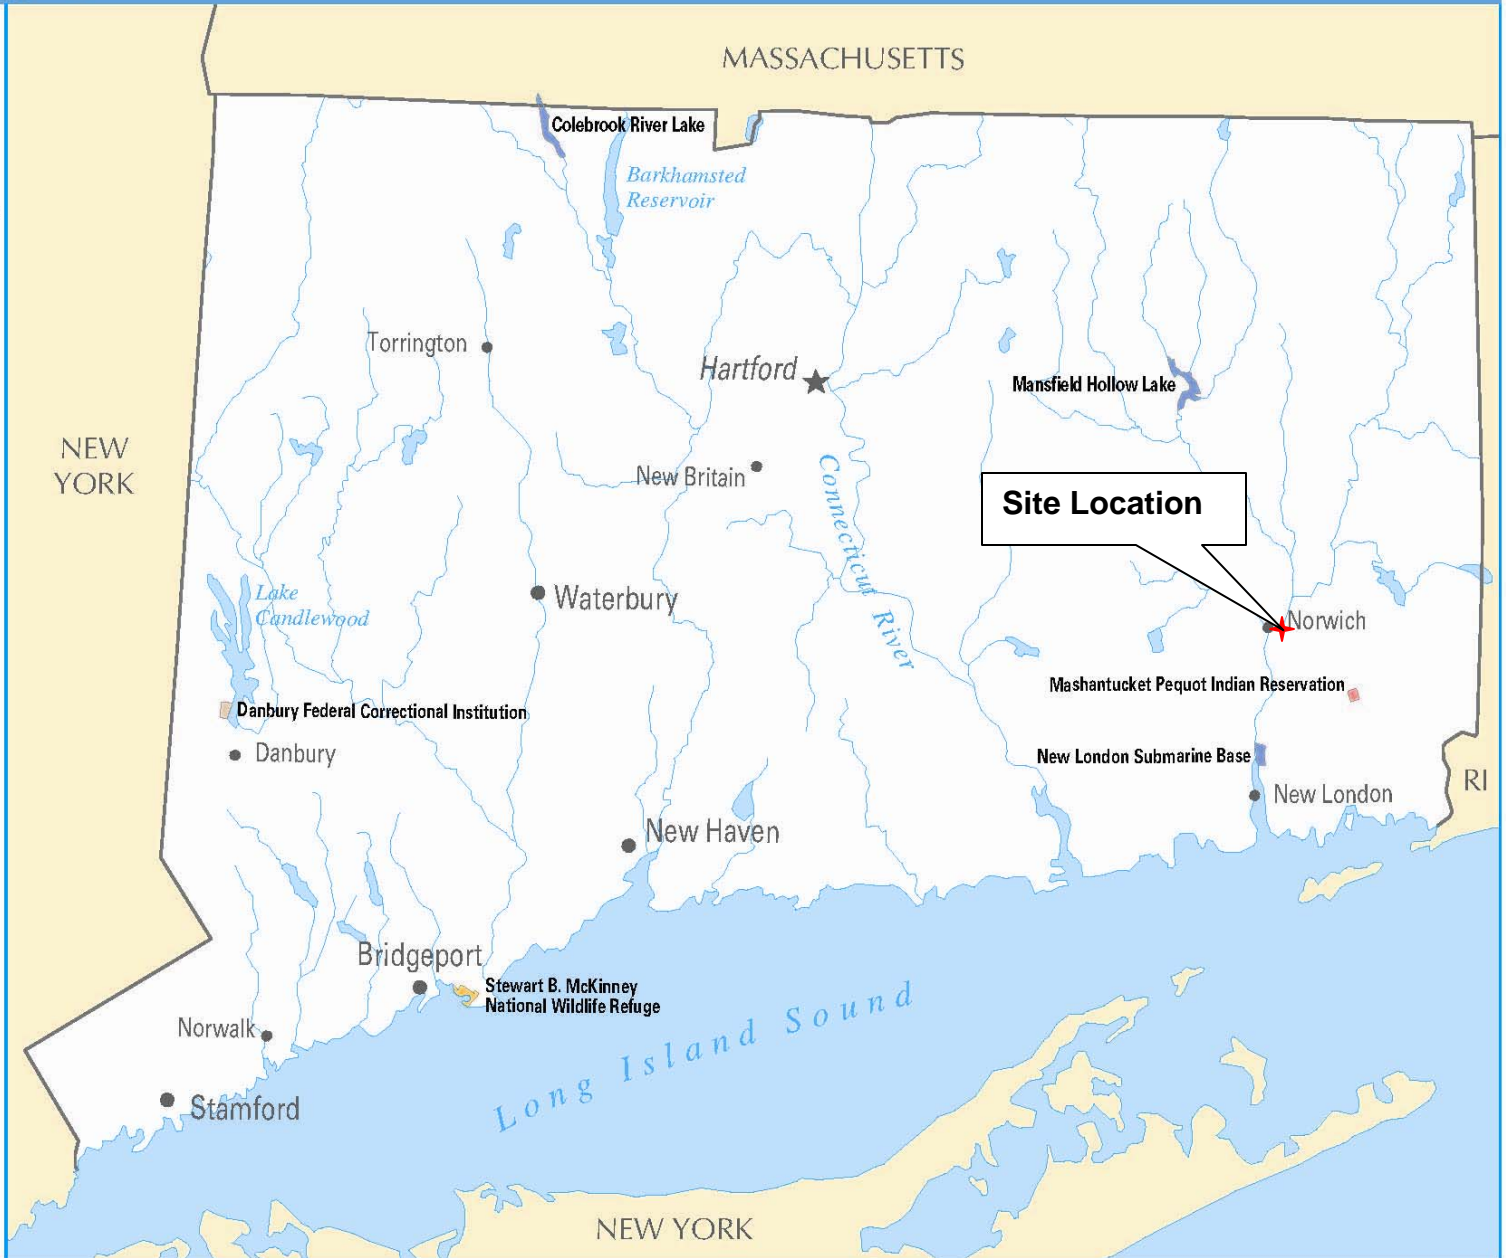 MASSACHUSETTS
Colebrook River Lake
Barkhamsted
Reservoir
Torrington
Hartford
Mansfield Hollow Lake
NEW
YORK
New Britain
Connecticut River
Site Location
Lake
Candlewood
Waterbury
Norwich
Mashantucket Pequot Indian Reservation
Danbury Federal Correctional Institution
Danbury
New London Submarine Base
RI
New London
New Haven
Bridgeport
Stewart B. McKinney
National Wildlife Refuge
Long Island Sound
Norwalk
Stamford
NEW YORK